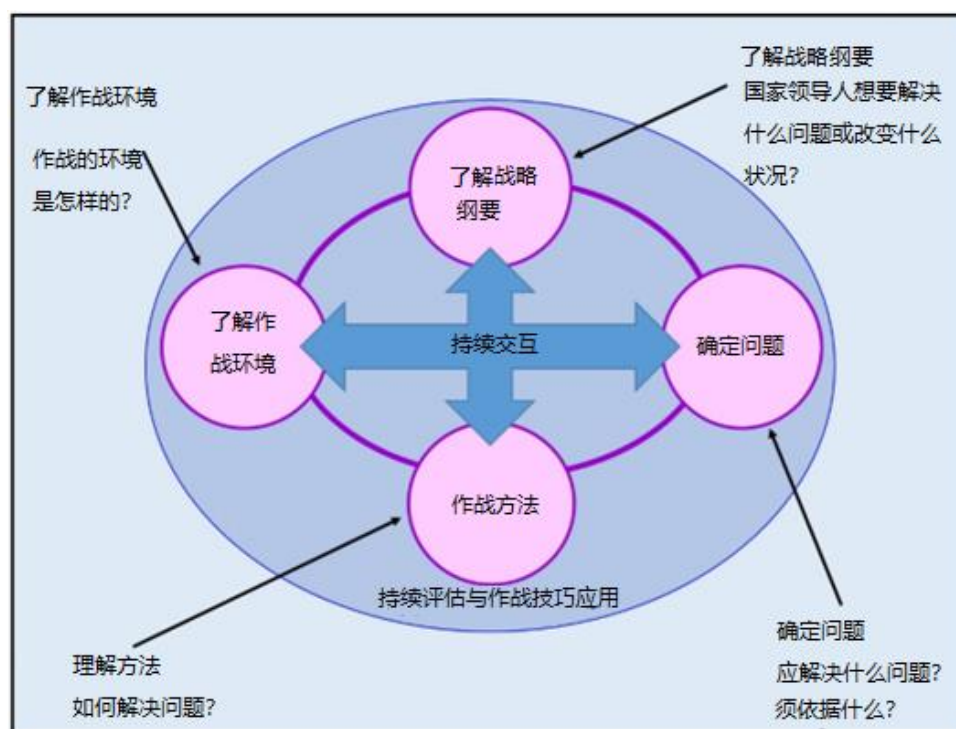 了解战略纲要
国家领导人想要解决
什么问题或改变什么
状况?
了解作战环境
作战的环境
是怎样的?
了解战略
纲要
了解作
战环境
持续交互
确定问题
作战方法
持续评估与作战技巧应用
理解方法
如何解决问题?
确定问题
应解决什么问题?
须依据什么?